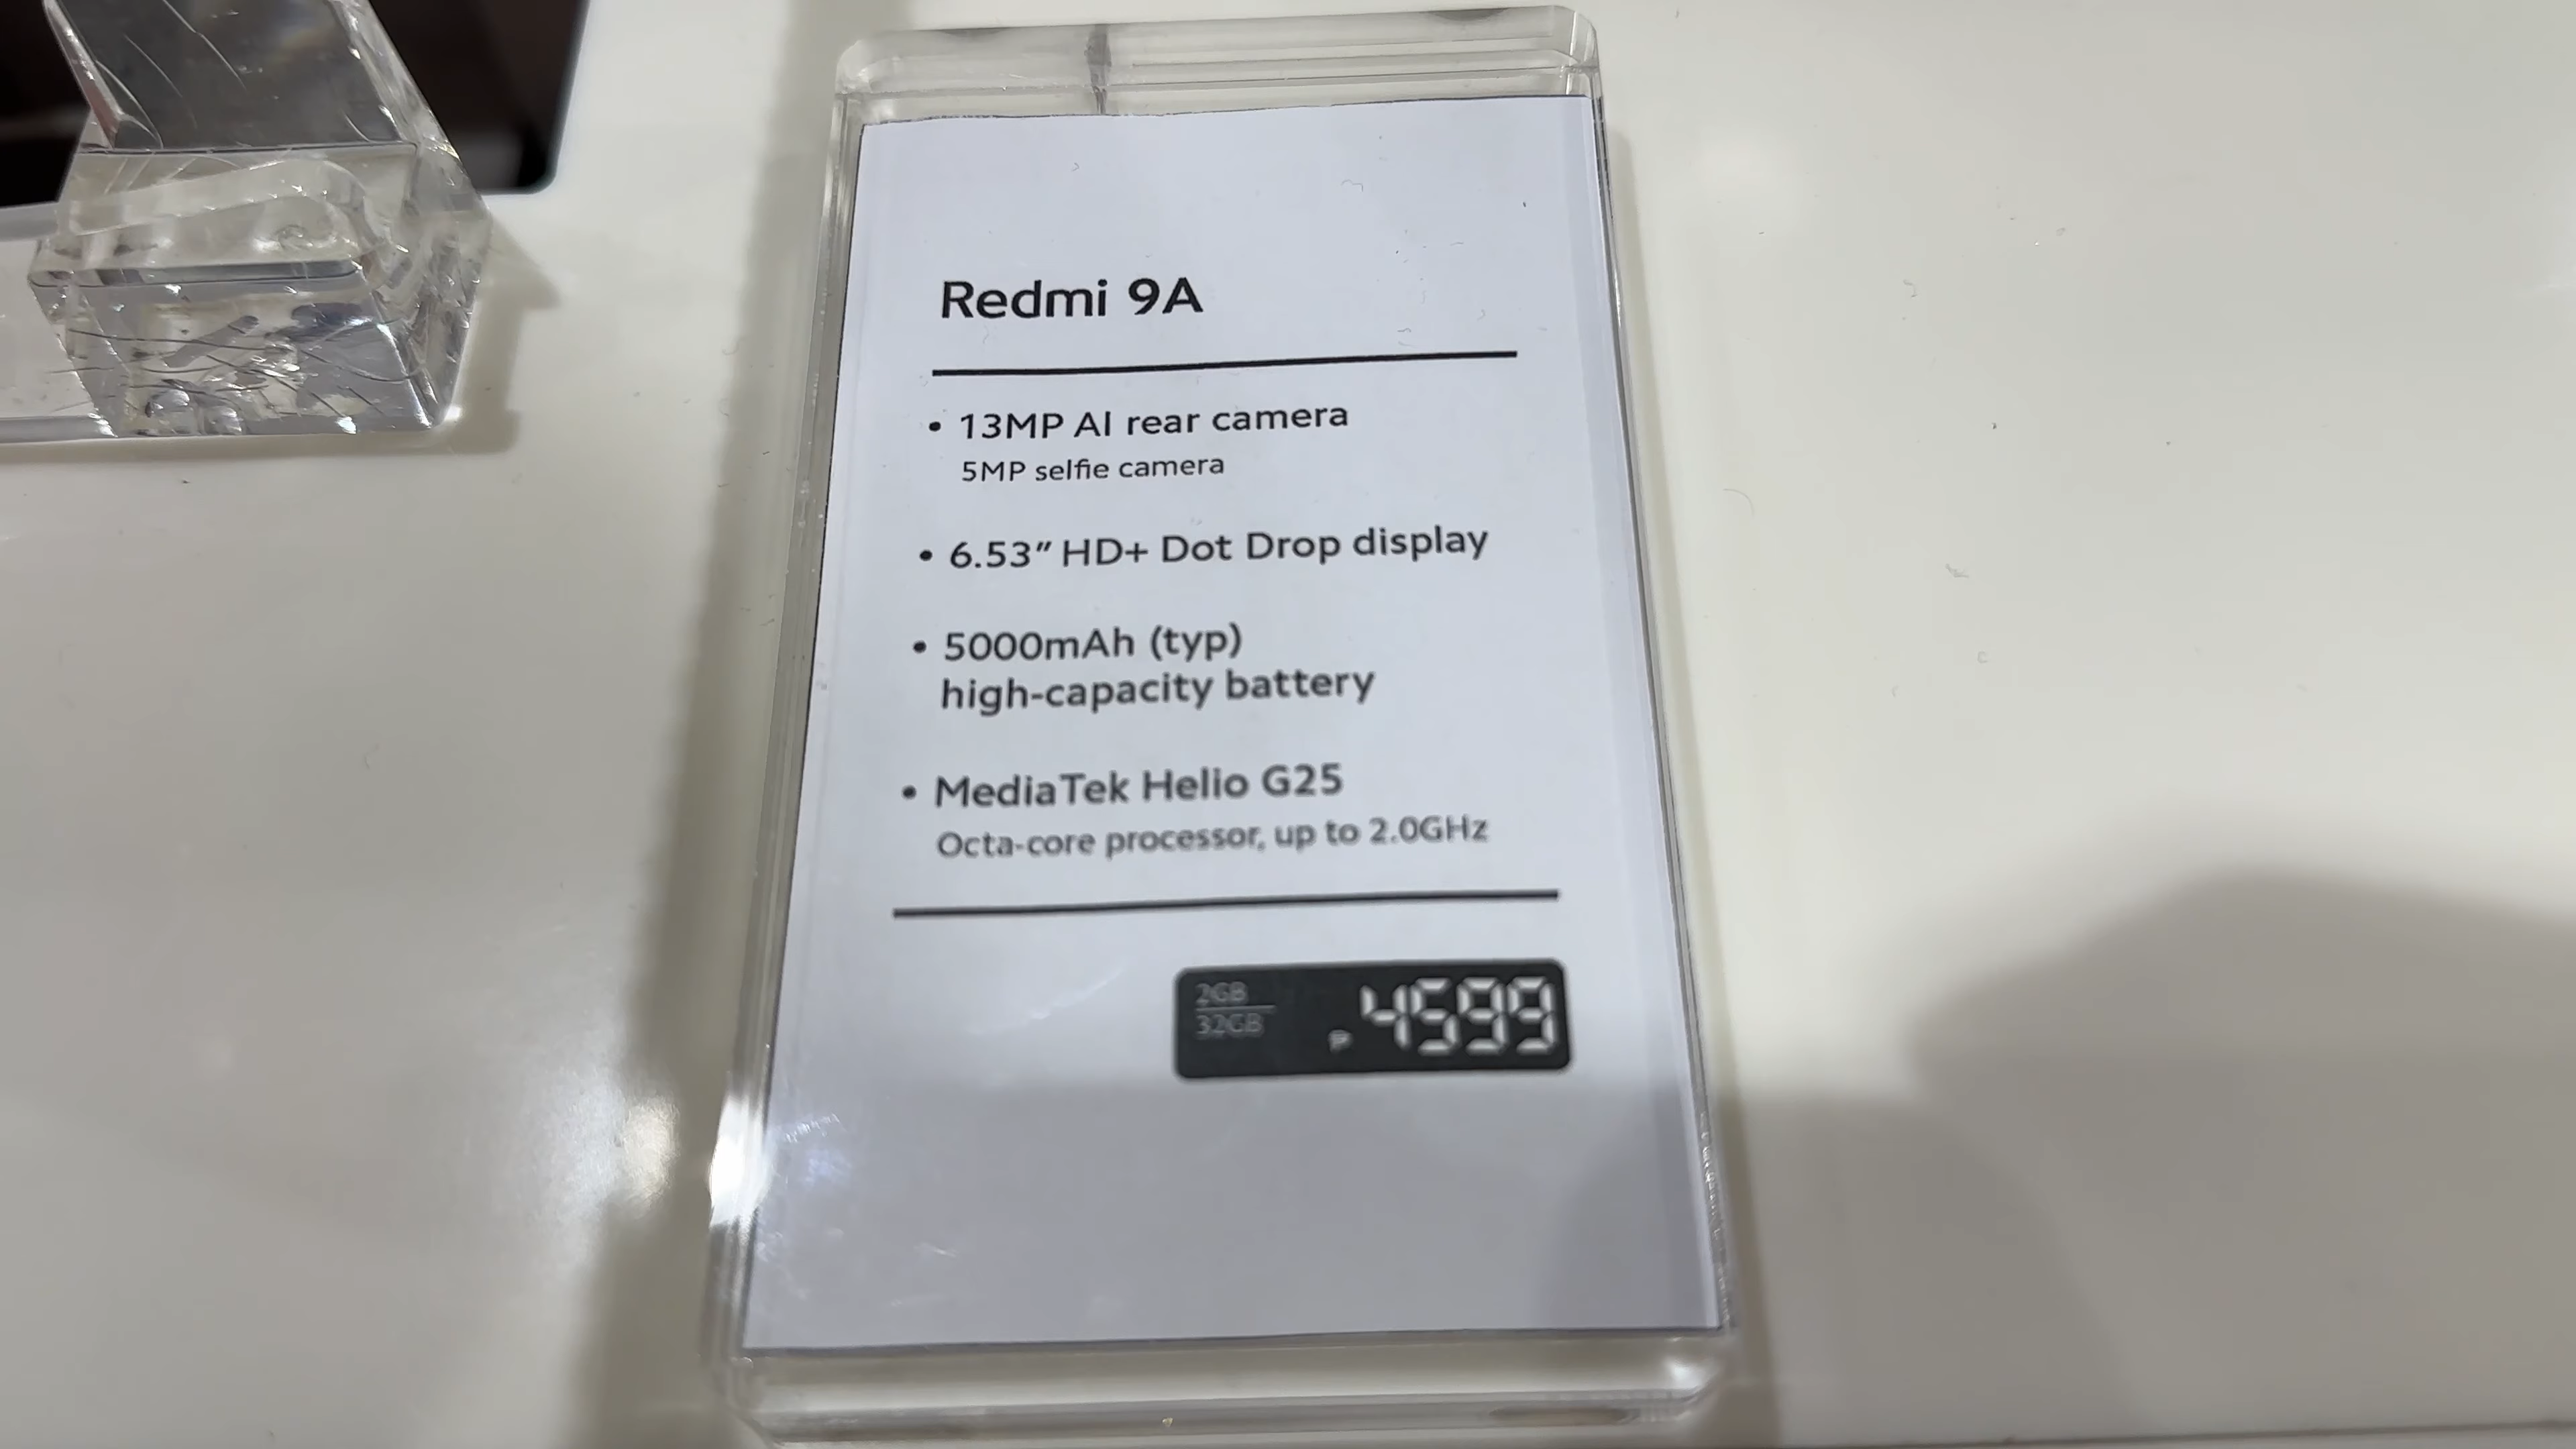 Redmi 9A
• 13MP AI rear camera
5MP selfie camera
• 6.53” HD+ Dot Drop display
• 5000mAh (typ)
high-capacity battery
• MediaTek Helio G25
Octa-core processor, up to 2.0GHz
2GB
32GB
₱ 4599